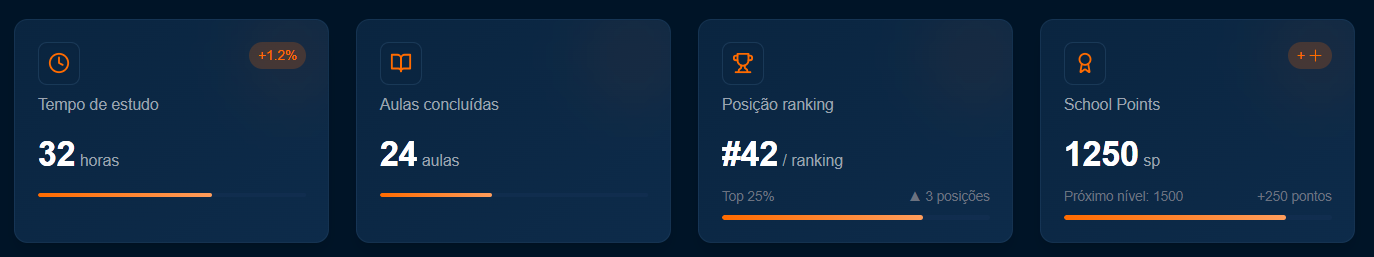 +1.2%
Tempo de estudo
32 horas
Aulas concluídas
24 aulas
Posição ranking
#42 / ranking
Top 25%
▲ 3 posições
+ +
School Points
1250 sp
Próximo nível: 1500
+250 pontos